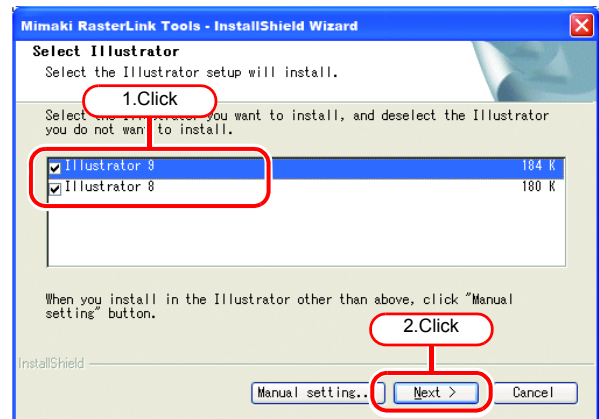 Mimaki RasterLink Tools - InstallShield Wizard
Select Illustrator
Select the Illustrator setup will install.
1.Click
Select the Illustrator you want to install, and deselect the Illustrator
you do not want to install.
Illustrator 9 184 K
Illustrator 8 180 K
When you install in the Illustrator other than above, click "Manual
setting" button.
2.Click
InstallShield
Manual setting.. Next > Cancel